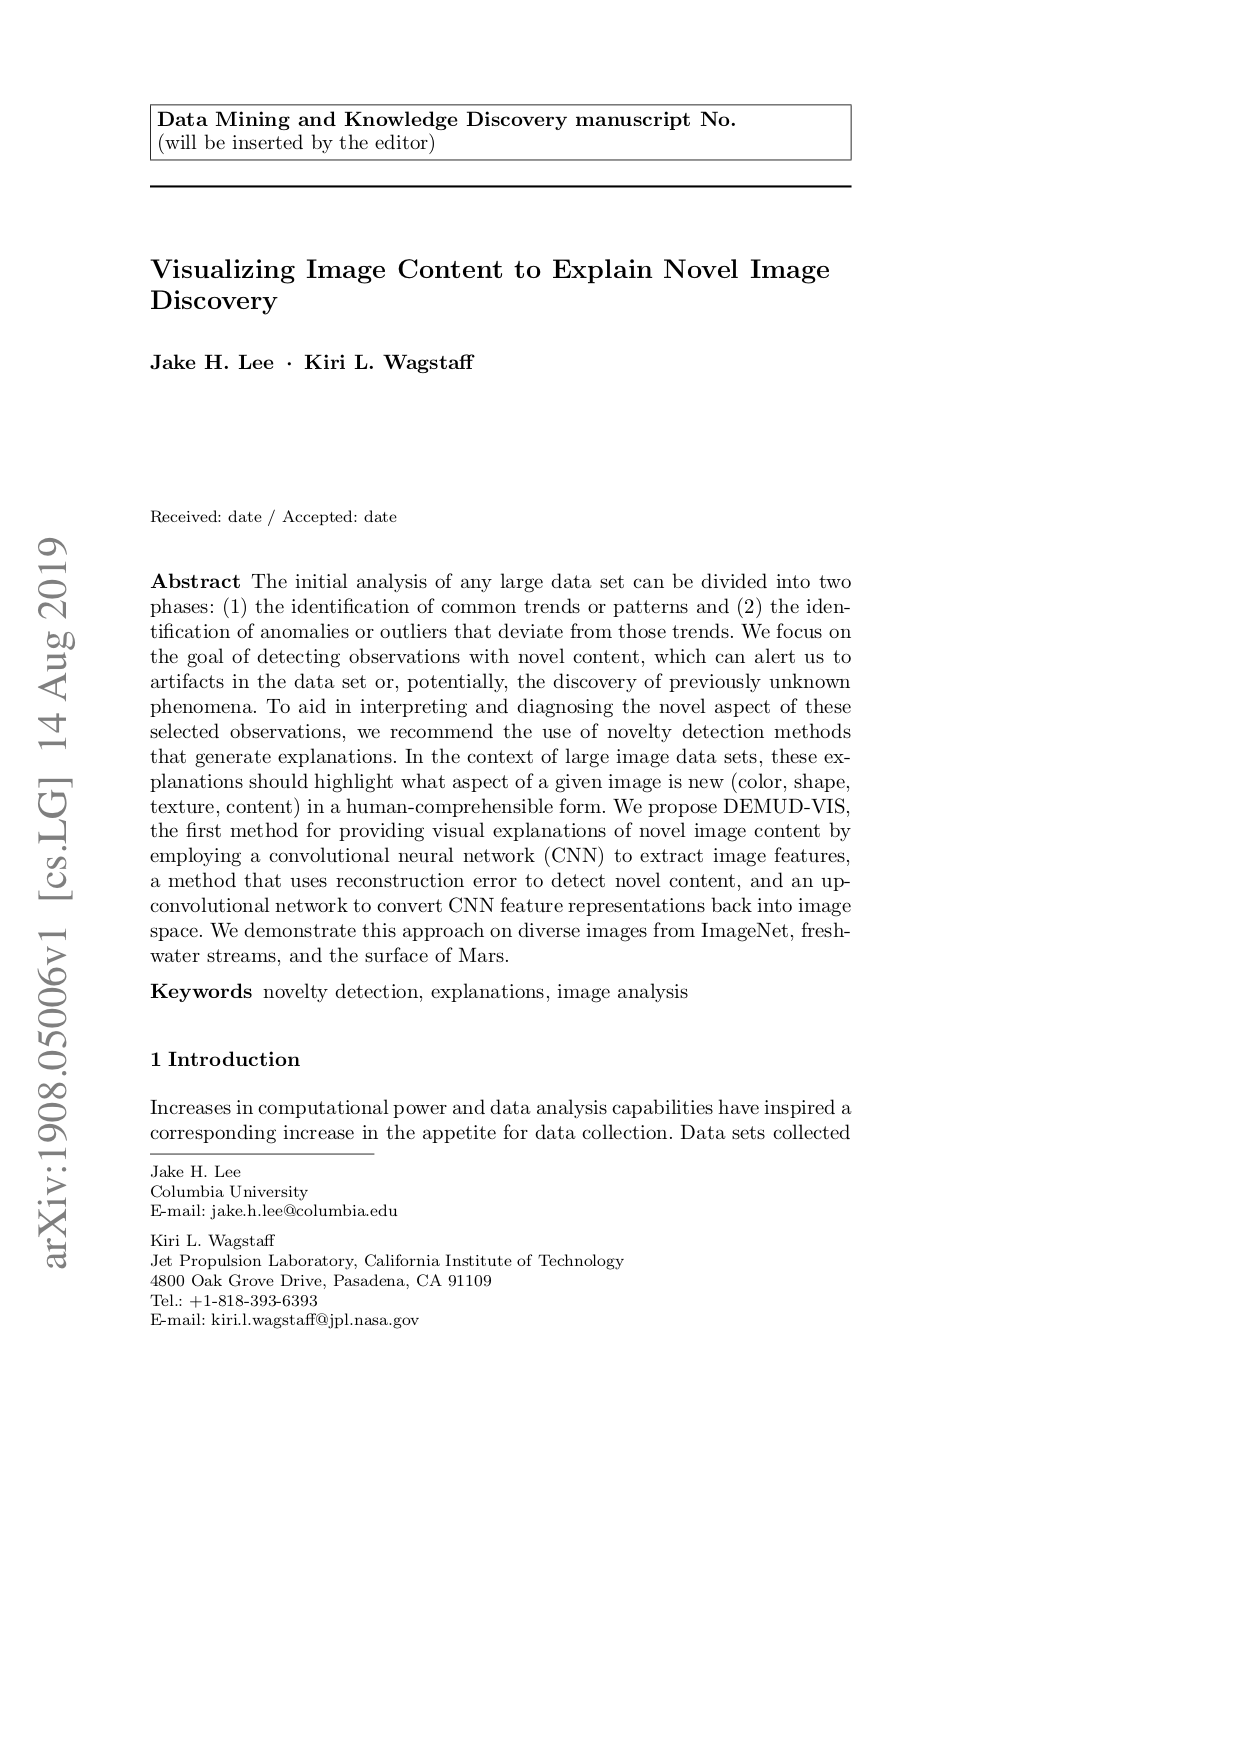 Data Mining and Knowledge Discovery manuscript No.
(will be inserted by the editor)
Visualizing Image Content to Explain Novel Image
Discovery
Jake H. Lee · Kiri L. Wagstaff
Received: date / Accepted: date
Abstract The initial analysis of any large data set can be divided into two
phases: (1) the identification of common trends or patterns and (2) the iden-
tification of anomalies or outliers that deviate from those trends. We focus on
the goal of detecting observations with novel content, which can alert us to
artifacts in the data set or, potentially, the discovery of previously unknown
phenomena. To aid in interpreting and diagnosing the novel aspect of these
selected observations, we recommend the use of novelty detection methods
that generate explanations. In the context of large image data sets, these ex-
planations should highlight what aspect of a given image is new (color, shape,
texture, content) in a human-comprehensible form. We propose DEMUD-VIS,
the first method for providing visual explanations of novel image content by
employing a convolutional neural network (CNN) to extract image features,
a method that uses reconstruction error to detect novel content, and an up-
convolutional network to convert CNN feature representations back into image
space. We demonstrate this approach on diverse images from ImageNet, fresh-
water streams, and the surface of Mars.
Keywords novelty detection, explanations, image analysis
1 Introduction
Increases in computational power and data analysis capabilities have inspired a
corresponding increase in the appetite for data collection. Data sets collected
Jake H. Lee
Columbia University
E-mail: jake.h.lee@columbia.edu
Kiri L. Wagstaff
Jet Propulsion Laboratory, California Institute of Technology
4800 Oak Grove Drive, Pasadena, CA 91109
Tel.: +1-818-393-6393
E-mail: kiri.l.wagstaff@jpl.nasa.gov
arXiv:1908.05006v1 [cs.LG] 14 Aug 2019